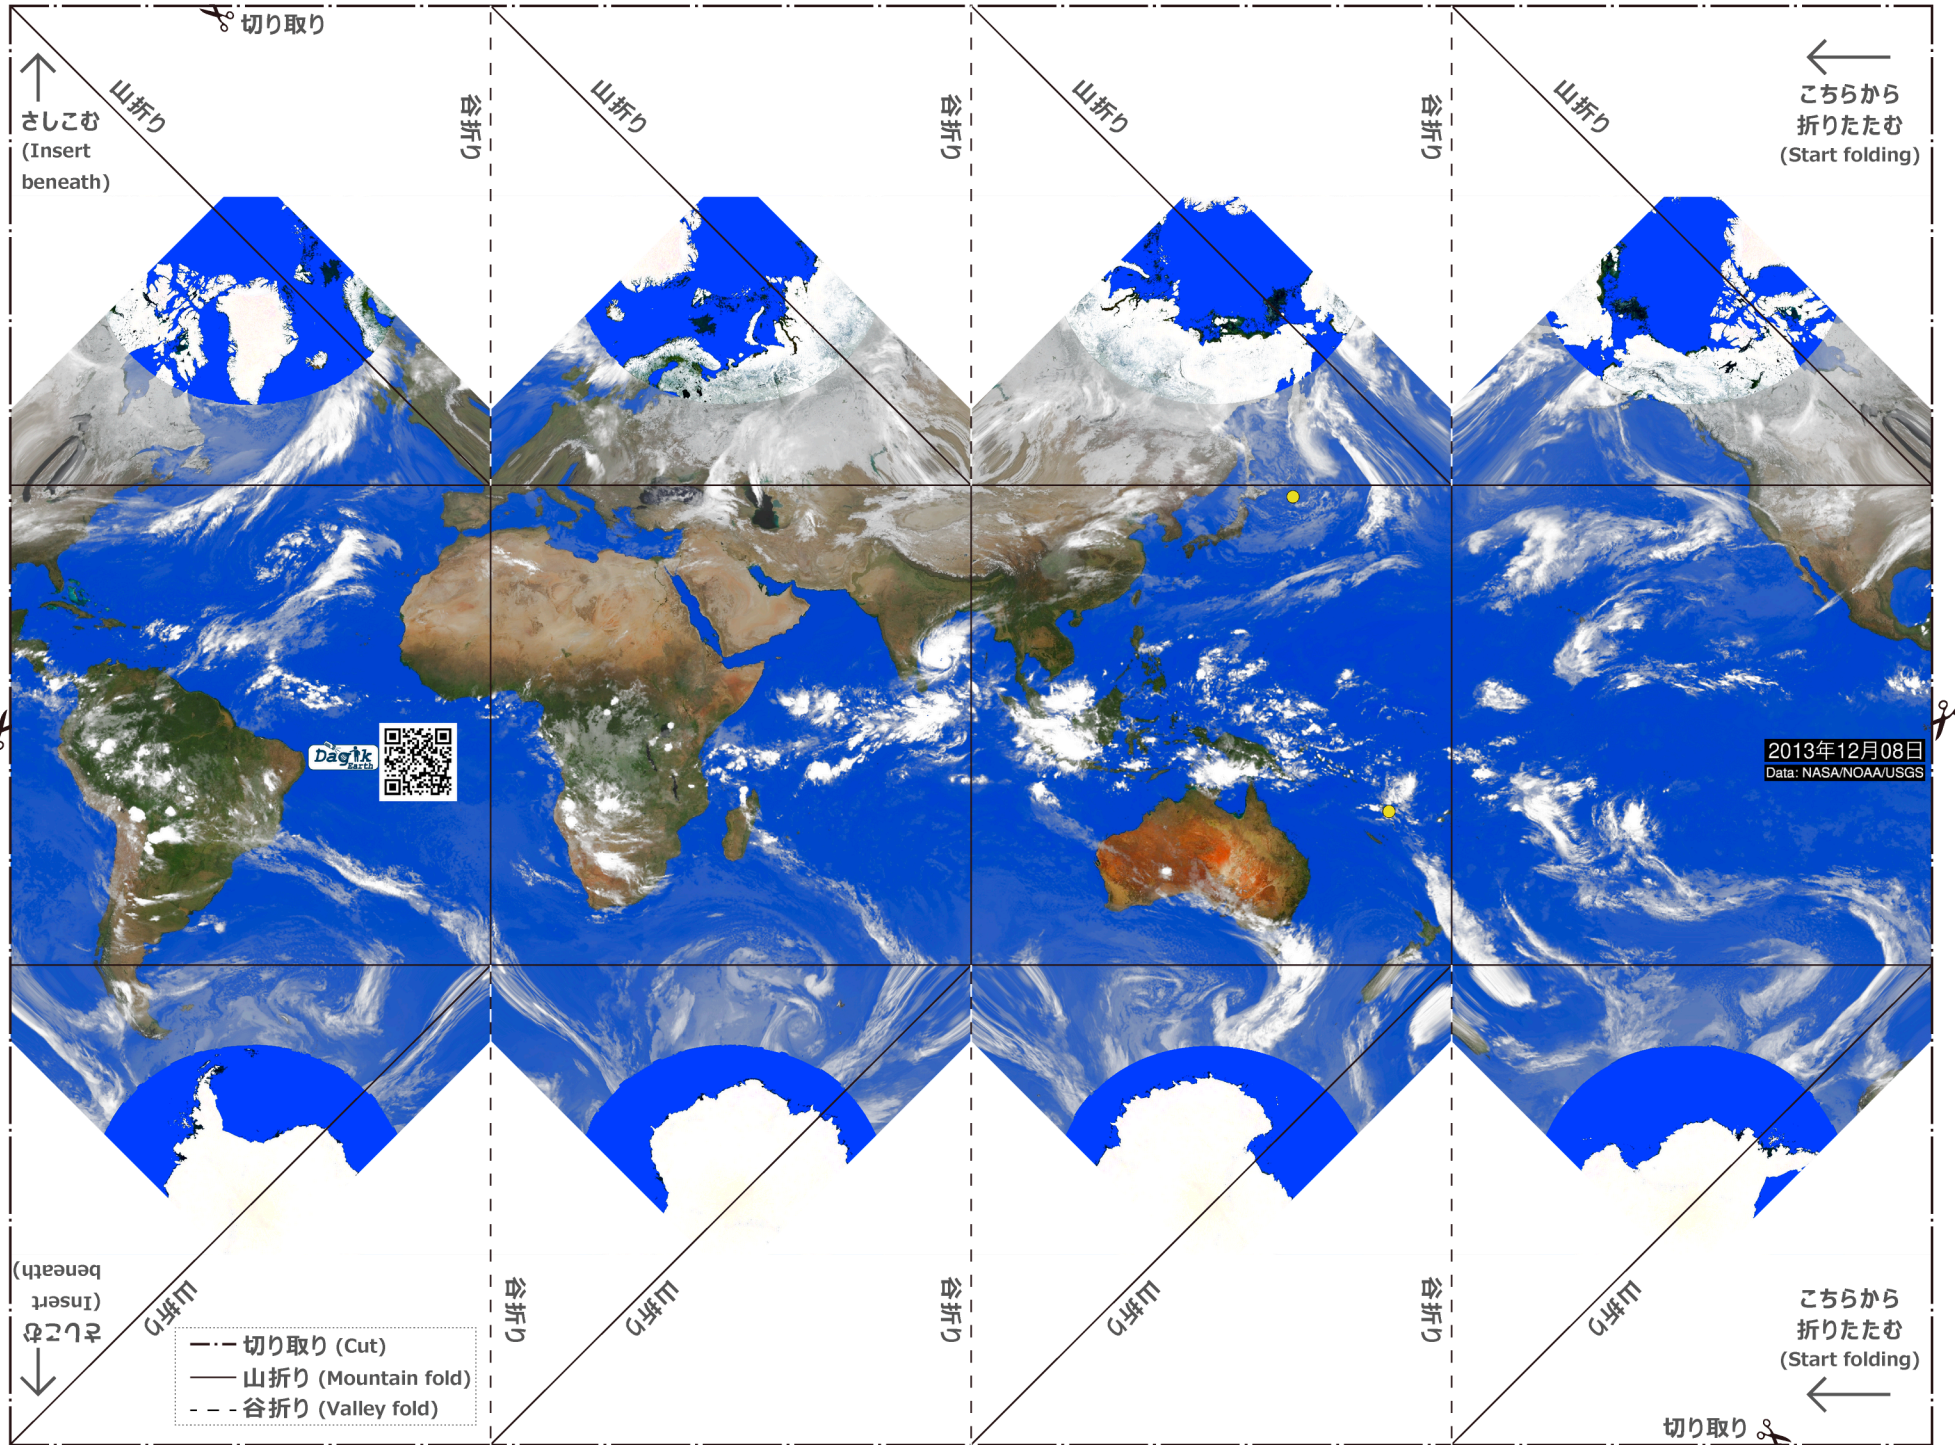 切り取り
山折り
谷折り
山折り
谷折り
山折り
谷折り
山折り
さしこむ
(Insert
beneath)
こちらから
折りたたむ
(Start folding)
Dagik
Earth
2013年12月08日
Data: NASA/NOAA/USGS
さしこむ
(Insert
beneath)
山折り
谷折り
山折り
谷折り
山折り
谷折り
山折り
こちらから
折りたたむ
(Start folding)
切り取り (Cut)
山折り (Mountain fold)
谷折り (Valley fold)
切り取り